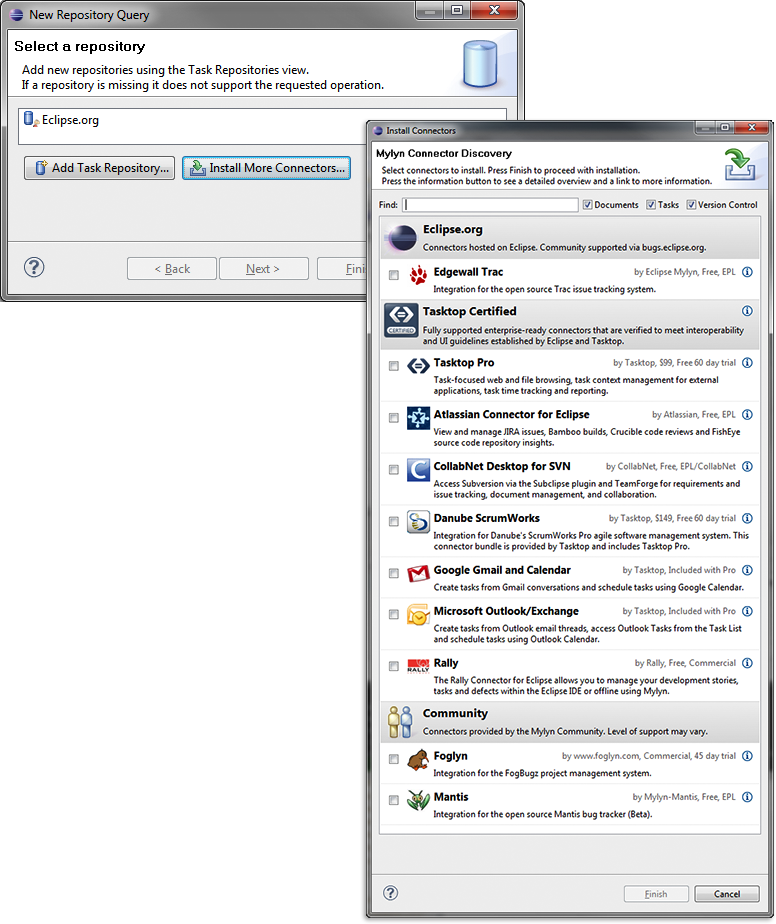 New Repository Query
Select a repository
Add new repositories using the Task Repositories view.
If a repository is missing it does not support the requested operation.
Eclipse.org
Add Task Repository...
Install More Connectors...
?
< Back
Next >
Fini
Install Connectors
Mylyn Connector Discovery
Select connectors to install. Press Finish to proceed with installation.
Press the information button to see a detailed overview and a link to more information.
Find:
Documents
Tasks
Version Control
Eclipse.org
Connectors hosted on Eclipse. Community supported via bugs.eclipse.org.
Edgewall Trac
by Eclipse Mylyn, Free, EPL
Integration for the open source Trac issue tracking system.
CERTIFIED
Tasktop Certified
Fully supported enterprise-ready connectors that are verified to meet interoperability
and UI guidelines established by Eclipse and Tasktop.
Tasktop Pro
by Tasktop, $99, Free 60 day trial
Task-focused web and file browsing, task context management for external
applications, task time tracking and reporting.
Atlassian Connector for Eclipse
by Atlassian, Free, EPL
View and manage JIRA issues, Bamboo builds, Crucible code reviews and FishEye
source code repository insights.
CollabNet Desktop for SVN
by CollabNet, Free, EPL/CollabNet
Access Subversion via the Subclipse plugin and TeamForge for requirements and
issue tracking, document management, and collaboration.
Danube ScrumWorks
by Tasktop, $149, Free 60 day trial
Integration for Danube's ScrumWorks Pro agile software management system. This
connector bundle is provided by Tasktop and includes Tasktop Pro.
Google Gmail and Calendar
by Tasktop, Included with Pro
Create tasks from Gmail conversations and schedule tasks using Google Calendar.
Microsoft Outlook/Exchange
by Tasktop, Included with Pro
Create tasks from Outlook email threads, access Outlook Tasks from the Task List
and schedule tasks using Outlook Calendar.
RALLY
Rally
by Rally, Free, Commercial
The Rally Connector for Eclipse allows you to manage your development stories,
tasks and defects within the Eclipse IDE or offline using Mylyn.
Community
Connectors provided by the Mylyn Community. Level of support may vary.
Foglyn
by www.foglyn.com, Commercial, 45 day trial
Integration for the FogBugz project management system.
Mantis
by Mylyn-Mantis, Free, EPL
Integration for the open source Mantis bug tracker (Beta).
?
Finish
Cancel